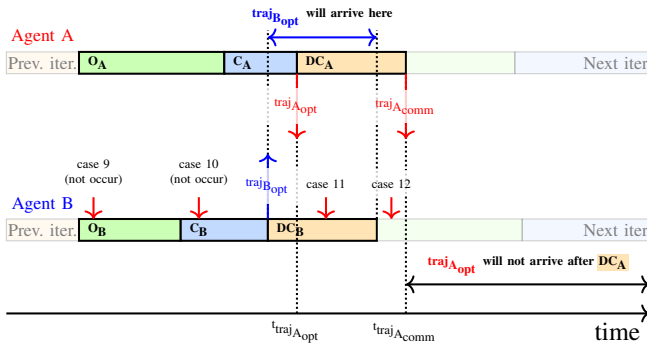 traj_B_opt will arrive here
Agent A
Prev. iter.
O_A
C_A
DC_A
Next iter
traj_A_opt
traj_A_comm
case 9
(not occur)
case 10
(not occur)
traj_B_opt
case 11
case 12
Agent B
Prev. iter.
O_B
C_B
DC_B
Next iter
traj_A_opt will not arrive after DC_A
t_traj_A_opt
t_traj_A_comm
time